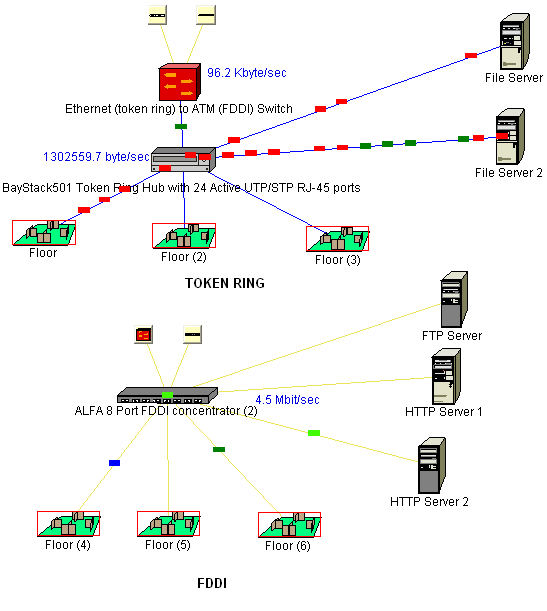 96.2 Kbyte/sec
File Server
Ethernet (token ring) to ATM (FDDI) Switch
1302559.7 byte/sec
File Server 2
BayStack501 Token Ring Hub with 24 Active UTP/STP RJ-45 ports
Floor
Floor (2)
Floor (3)
TOKEN RING
FTP Server
4.5 Mbit/sec
ALFA 8 Port FDDI concentrator (2)
HTTP Server 1
HTTP Server 2
Floor (4)
Floor (5)
Floor (6)
FDDI